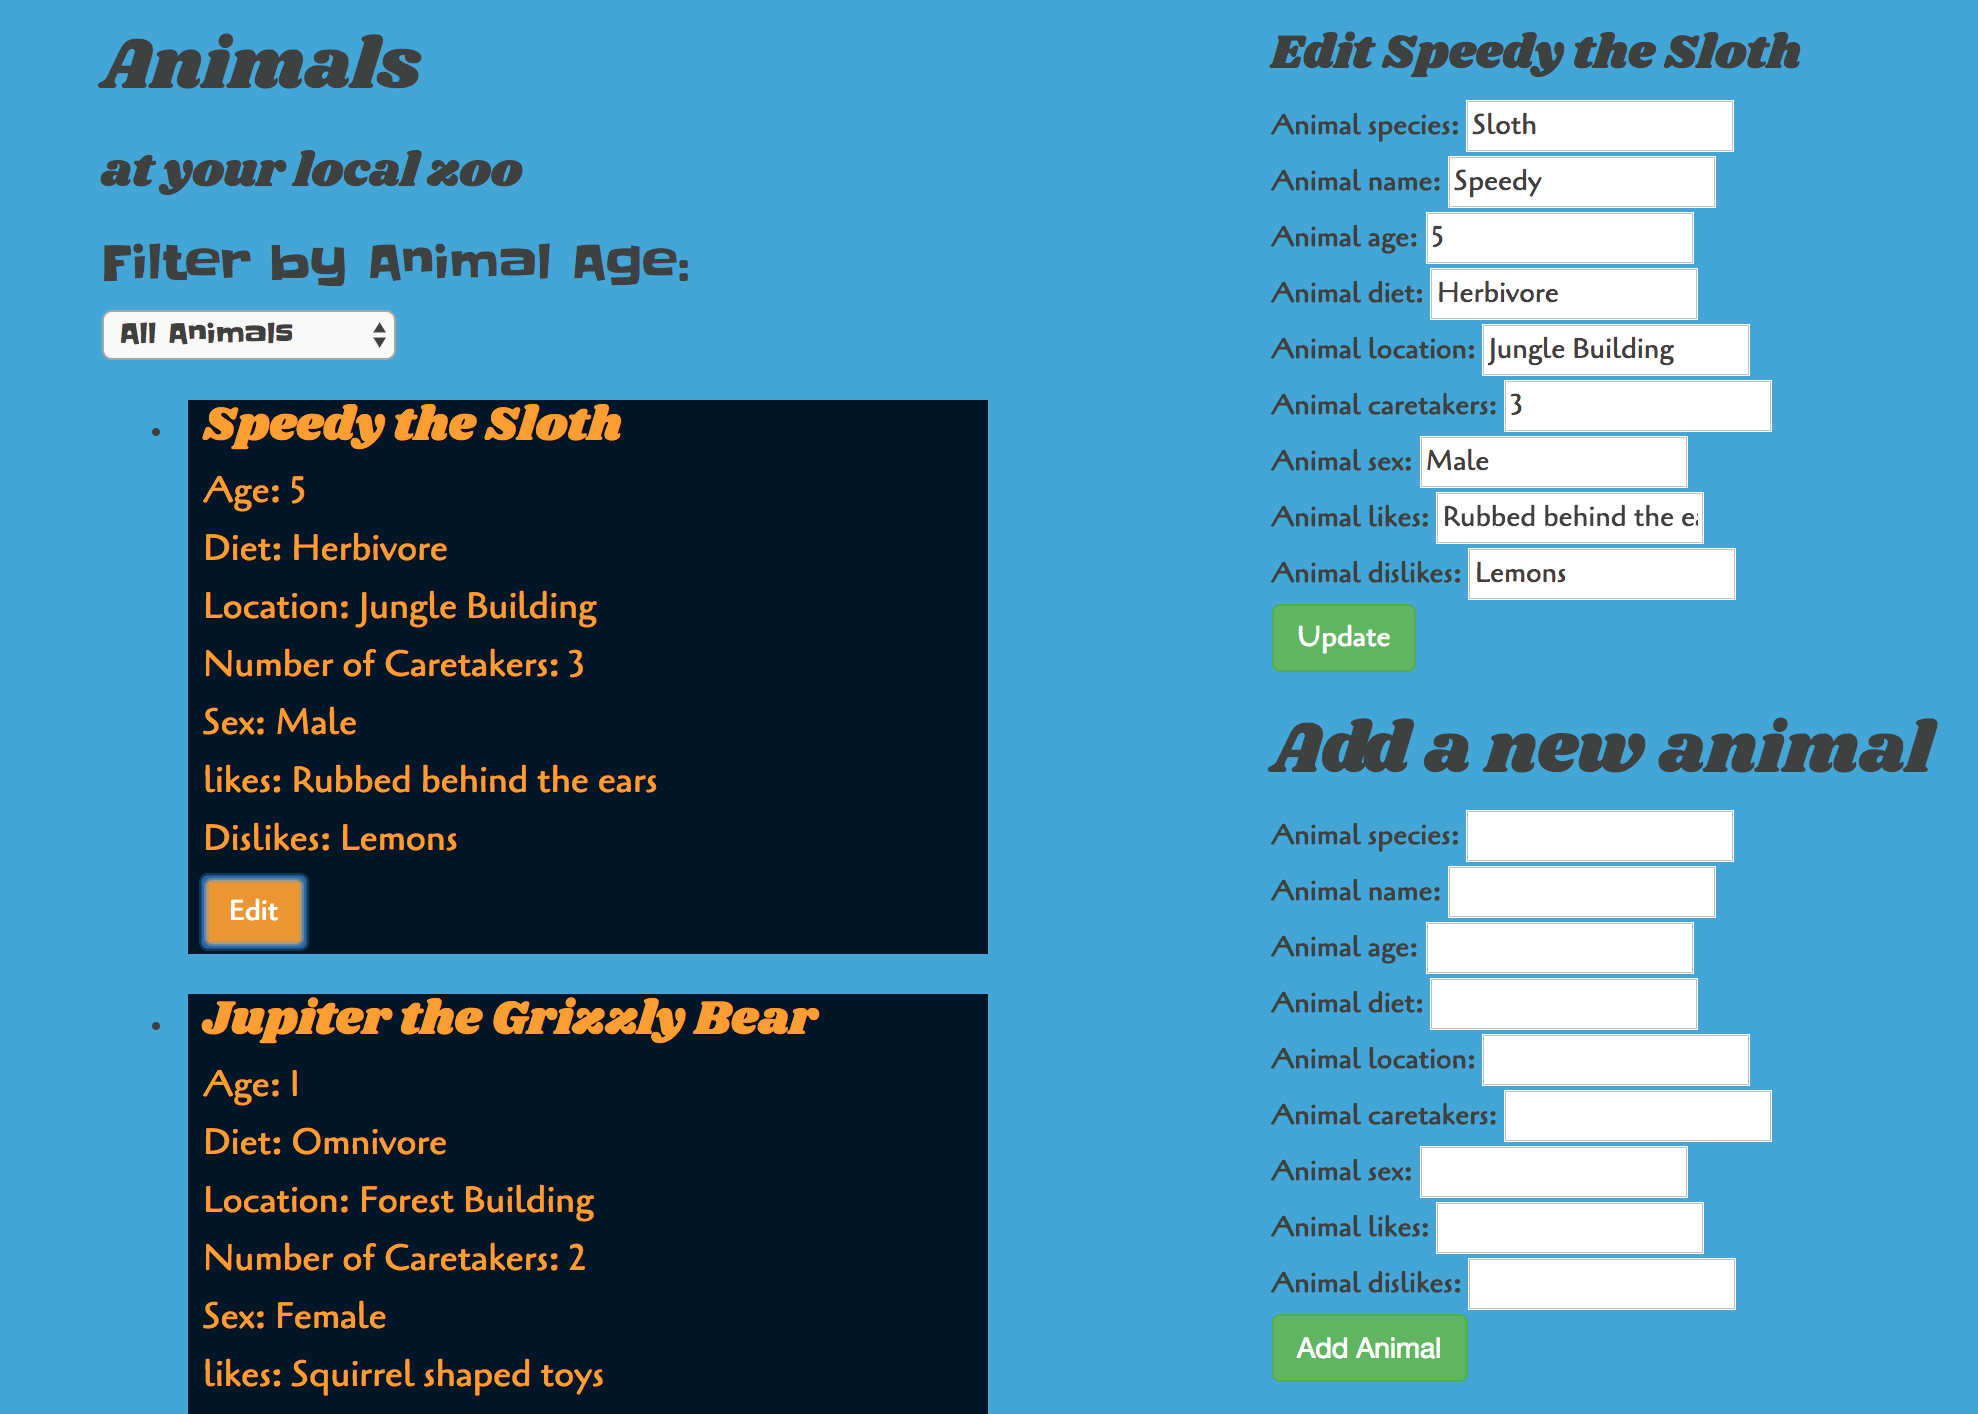 Animals
at your local zoo
Filter by Animal Age:
All Animals
Speedy the Sloth
Age: 5
Diet: Herbivore
Location: Jungle Building
Number of Caretakers: 3
Sex: Male
likes: Rubbed behind the ears
Dislikes: Lemons
Edit
Jupiter the Grizzly Bear
Age: 1
Diet: Omnivore
Location: Forest Building
Number of Caretakers: 2
Sex: Female
likes: Squirrel shaped toys
Edit Speedy the Sloth
Animal species: Sloth
Animal name: Speedy
Animal age: 5
Animal diet: Herbivore
Animal location: Jungle Building
Animal caretakers: 3
Animal sex: Male
Animal likes: Rubbed behind the
Animal dislikes: Lemons
Update
Add a new animal
Animal species:
Animal name:
Animal age:
Animal diet:
Animal location:
Animal caretakers:
Animal sex:
Animal likes:
Animal dislikes:
Add Animal